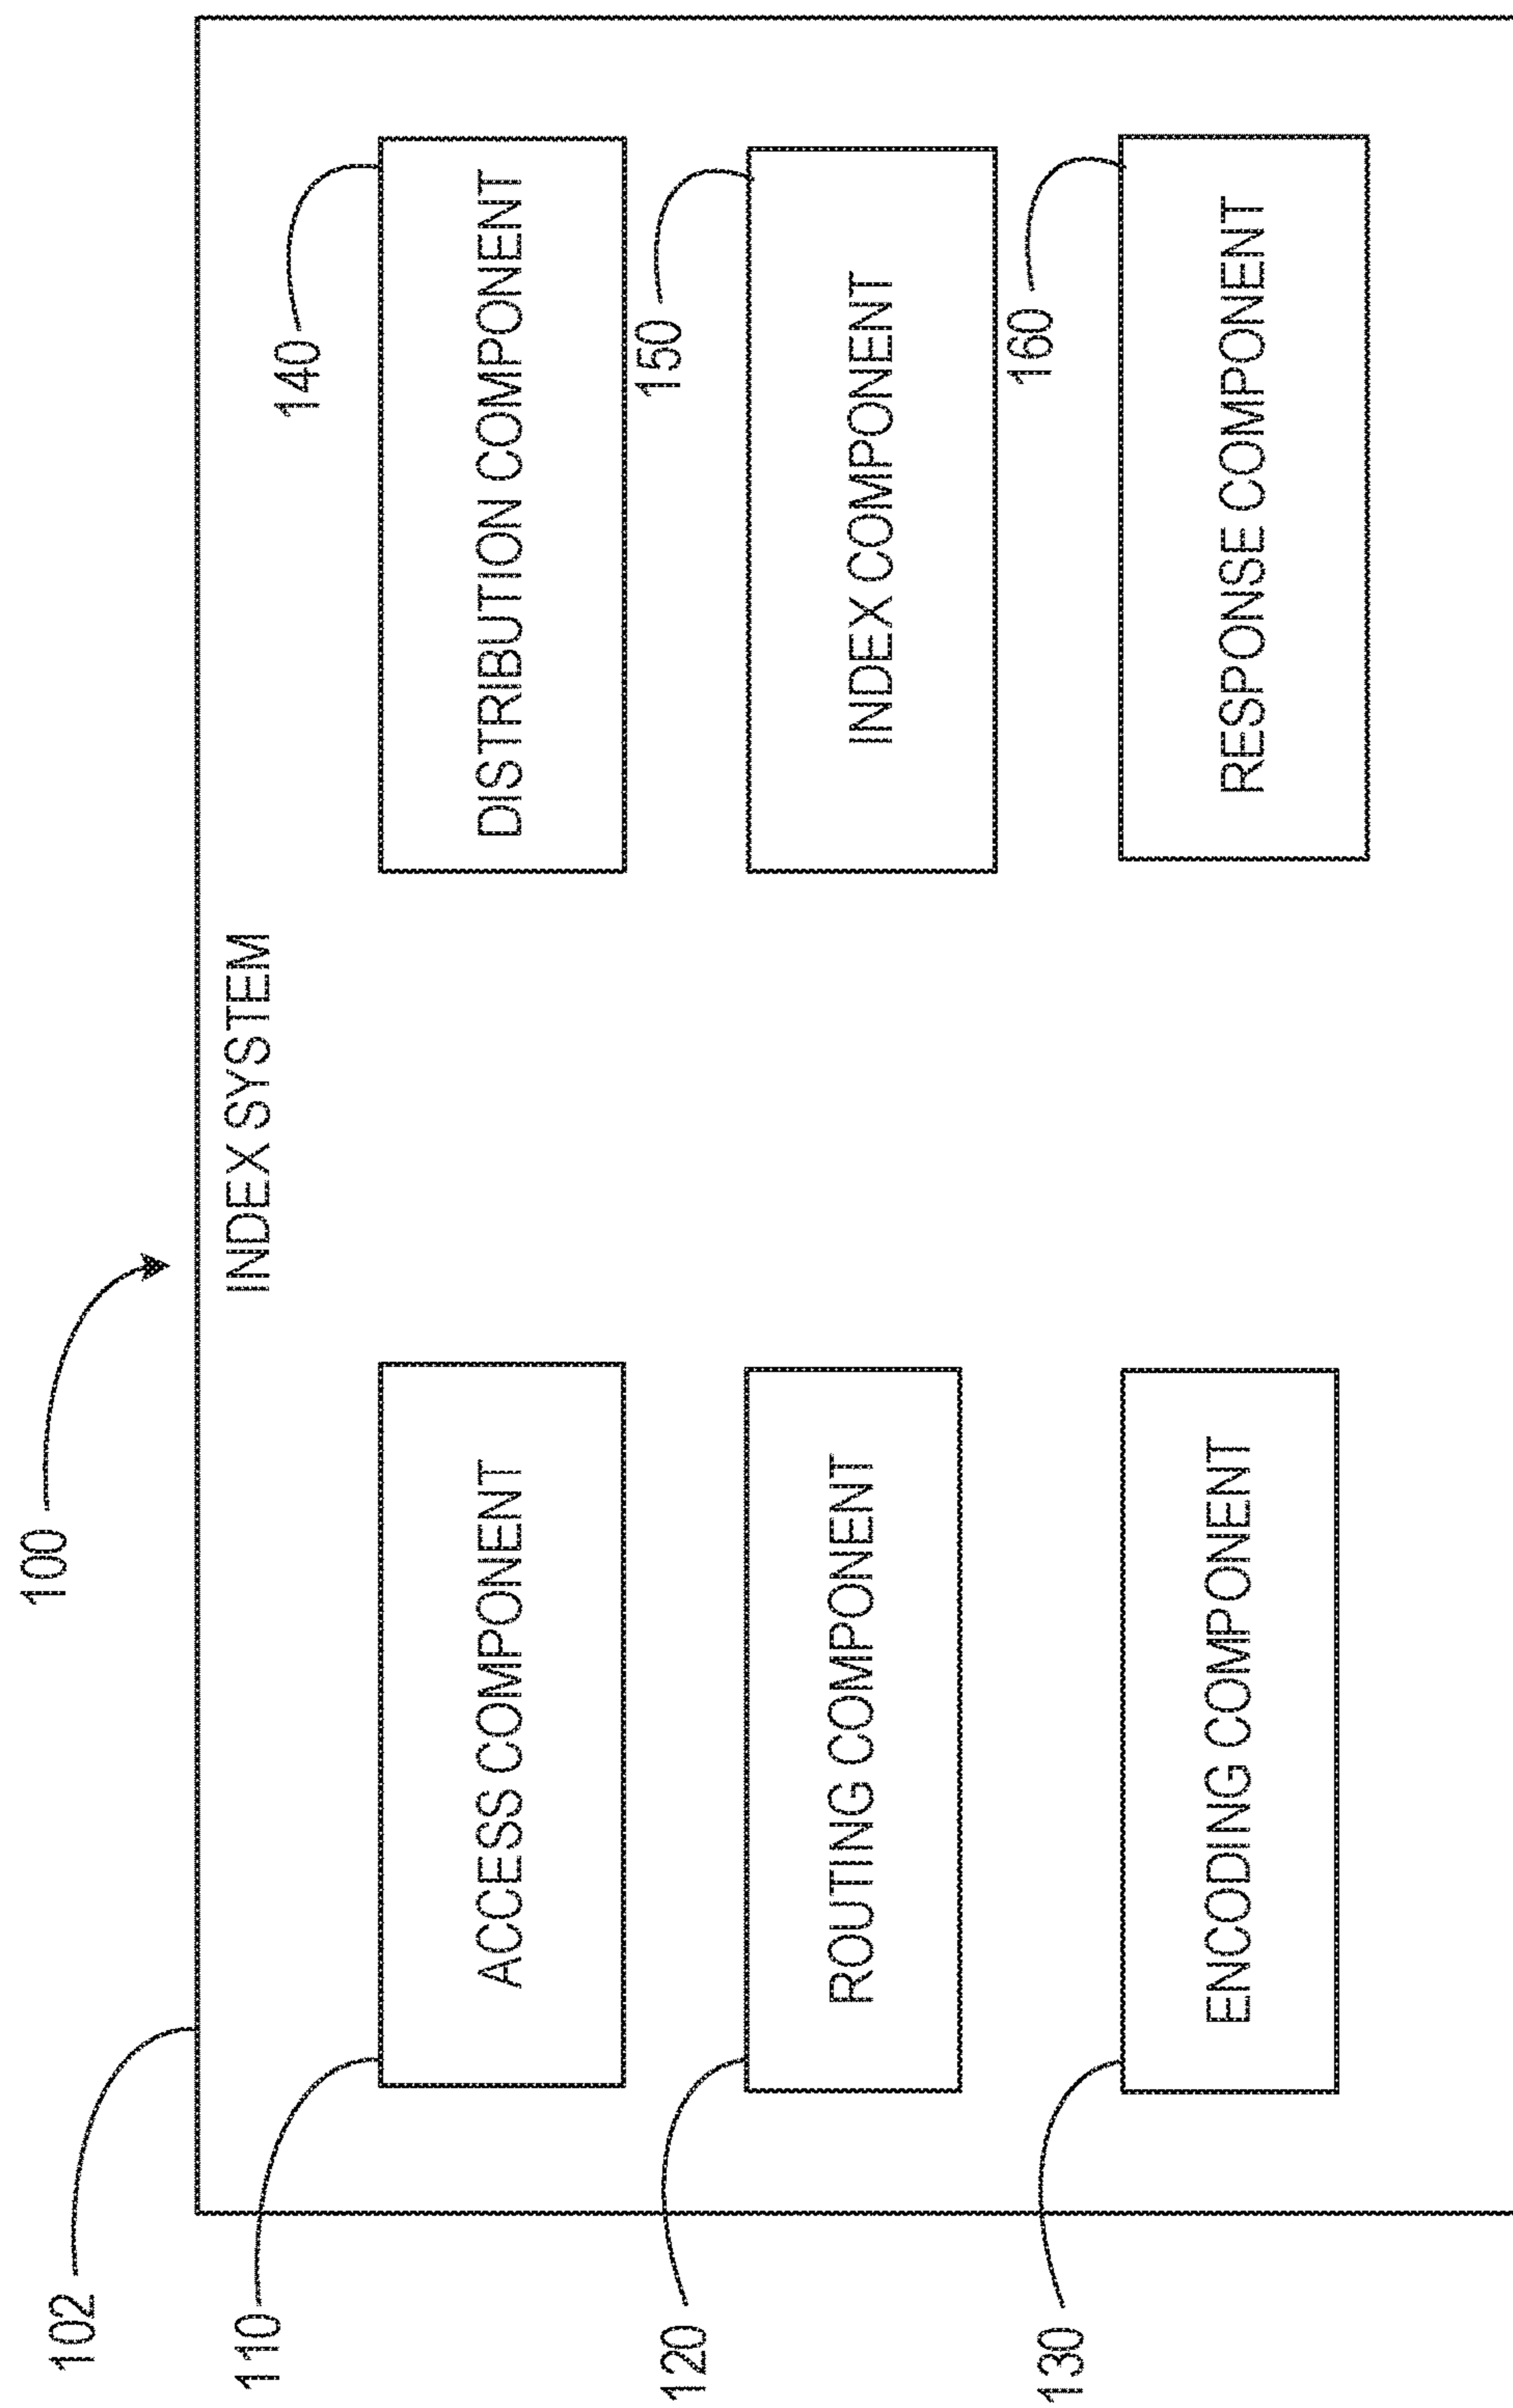 100
102
INDEX SYSTEM
110
ACCESS COMPONENT
140
DISTRIBUTION COMPONENT
120
ROUTING COMPONENT
150
INDEX COMPONENT
130
ENCODING COMPONENT
160
RESPONSE COMPONENT